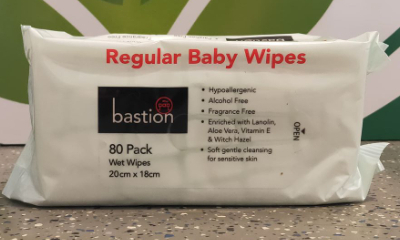 Regular Baby Wipes
bastion
80 Pack
Wet Wipes
20cm x 18cm
• Hypoallergenic
• Alcohol Free
• Fragrance Free
• Enriched with Lanolin,
Aloe Vera, Vitamin E
& Witch Hazel
• Soft gentle cleansing
for sensitive skin
OPEN